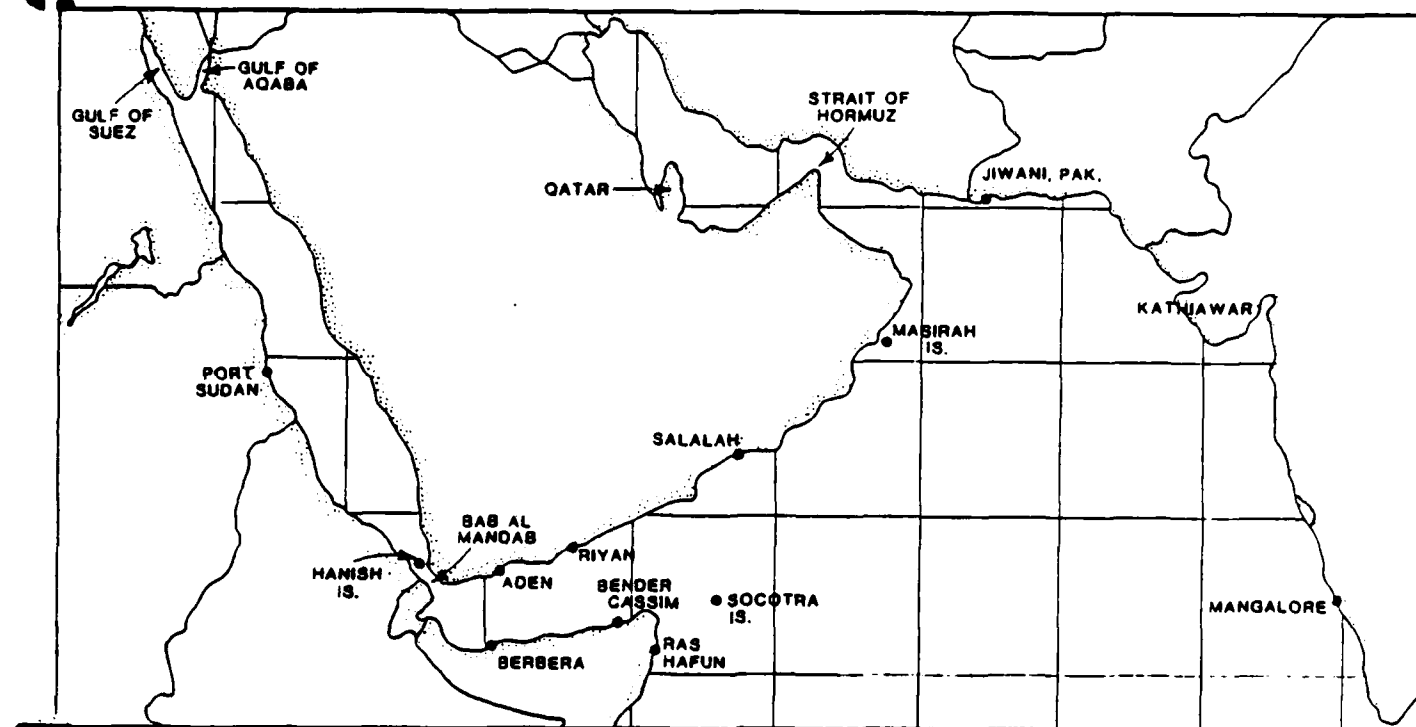 GULF OF
AQABA
GULF OF
SUEZ
STRAIT OF
HORMUZ
QATAR
JIWANI, PAK.
KATHIAWAR
MASIRAH
IS.
PORT
SUDAN
SALALAH
BAB AL
MANDAB
HANISH
IS.
RIYAN
ADEN
BENDER
CASSIM
SOCOTRA
IS.
MANGALORE
BERBERA
RAS
HAFUN